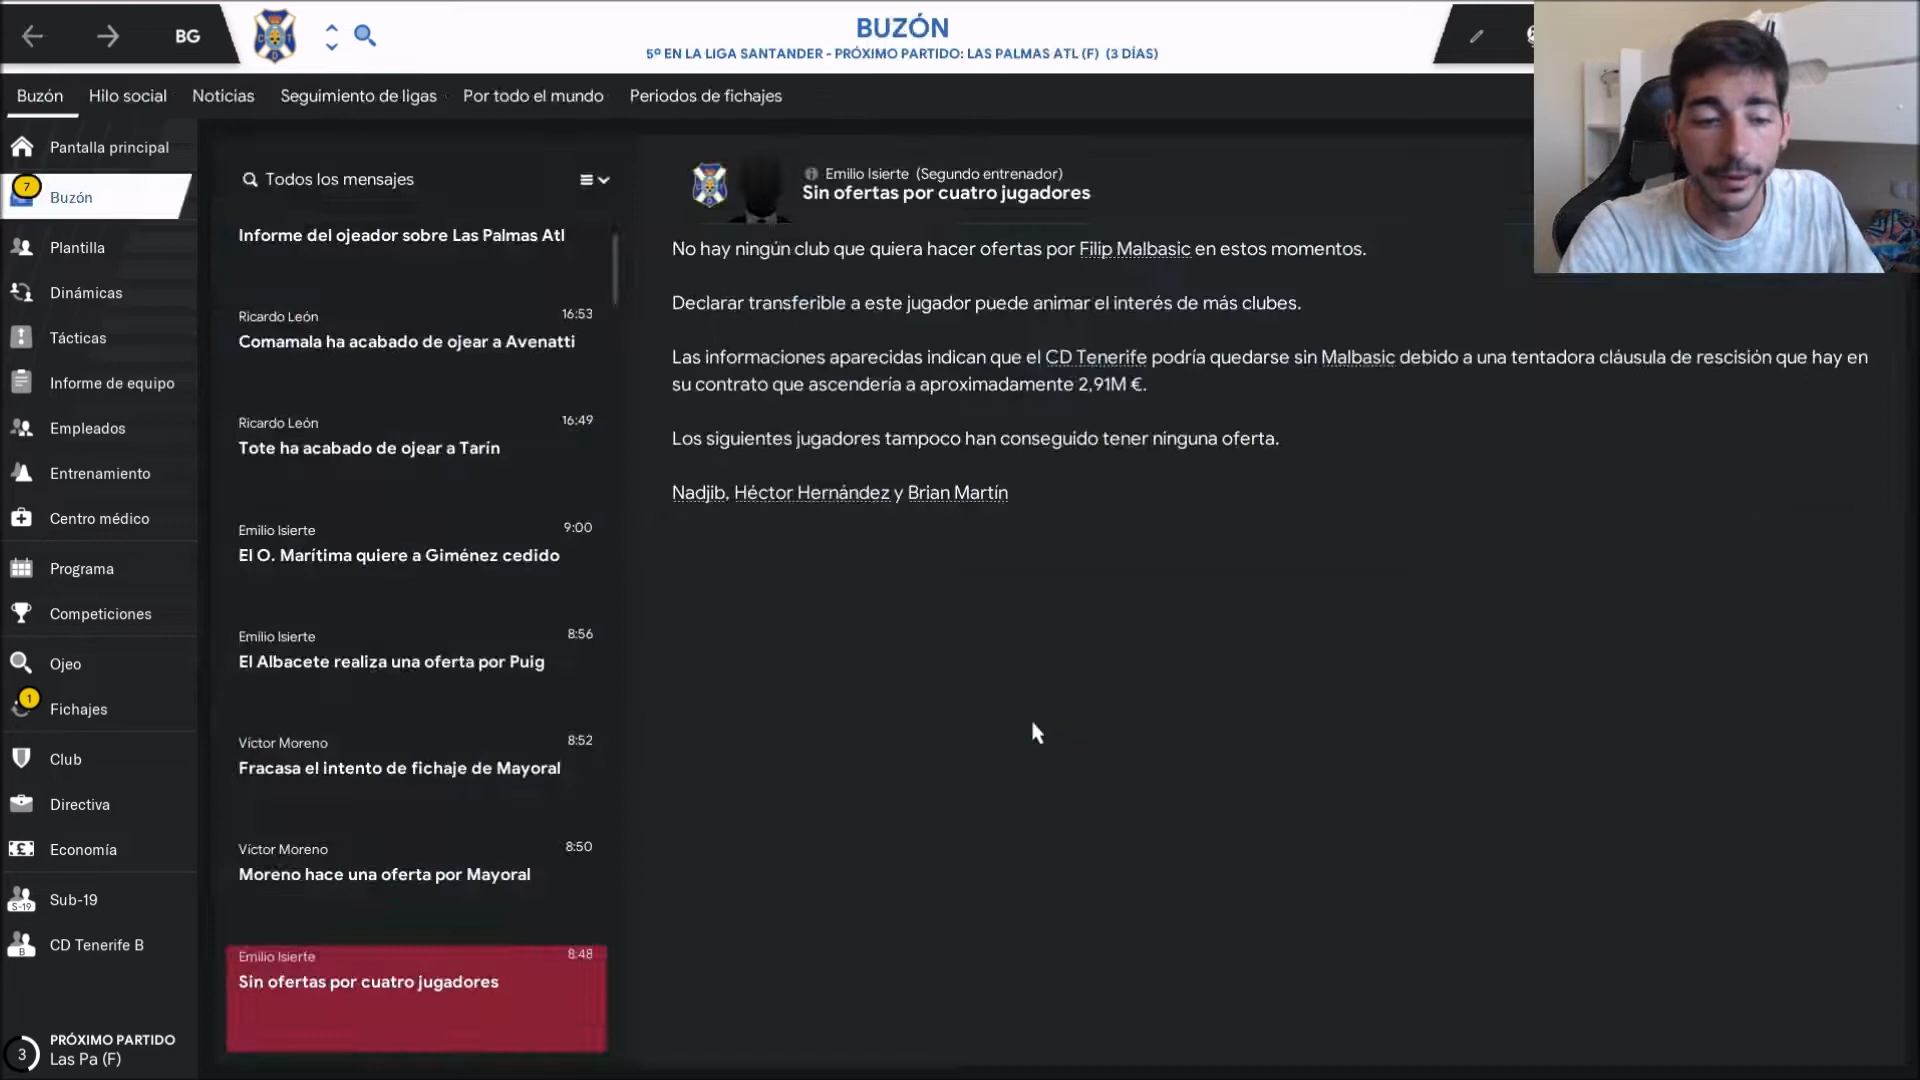 BG
BUZÓN
5º EN LA LIGA SANTANDER - PRÓXIMO PARTIDO: LAS PALMAS ATL (F) (3 DÍAS)
Buzón
Hilo social
Noticias
Seguimiento de ligas
Por todo el mundo
Periodos de fichajes
Pantalla principal
7
Buzón
Plantilla
Dinámicas
Tácticas
Informe de equipo
Empleados
Entrenamiento
Centro médico
Programa
Competiciones
Ojeo
1
Fichajes
Club
Directiva
Economía
S-19
Sub-19
B
CD Tenerife B
3
PRÓXIMO PARTIDO
Las Pa (F)
Todos los mensajes
Informe del ojeador sobre Las Palmas Atl
Ricardo León 16:53
Comamala ha acabado de ojear a Avenatti
Ricardo León 16:49
Tote ha acabado de ojear a Tarín
Emilio Isierte 9:00
El O. Marítima quiere a Giménez cedido
Emilio Isierte 8:56
El Albacete realiza una oferta por Puig
Víctor Moreno 8:52
Fracasa el intento de fichaje de Mayoral
Víctor Moreno 8:50
Moreno hace una oferta por Mayoral
Emilio Isierte 8:48
Sin ofertas por cuatro jugadores
Emilio Isierte (Segundo entrenador)
Sin ofertas por cuatro jugadores
No hay ningún club que quiera hacer ofertas por Filip Malbasic en estos momentos.
Declarar transferible a este jugador puede animar el interés de más clubes.
Las informaciones aparecidas indican que el CD Tenerife podría quedarse sin Malbasic debido a una tentadora cláusula de rescisión que hay en
su contrato que ascendería a aproximadamente 2,91M €.
Los siguientes jugadores tampoco han conseguido tener ninguna oferta.
Nadjib, Héctor Hernández y Brian Martín